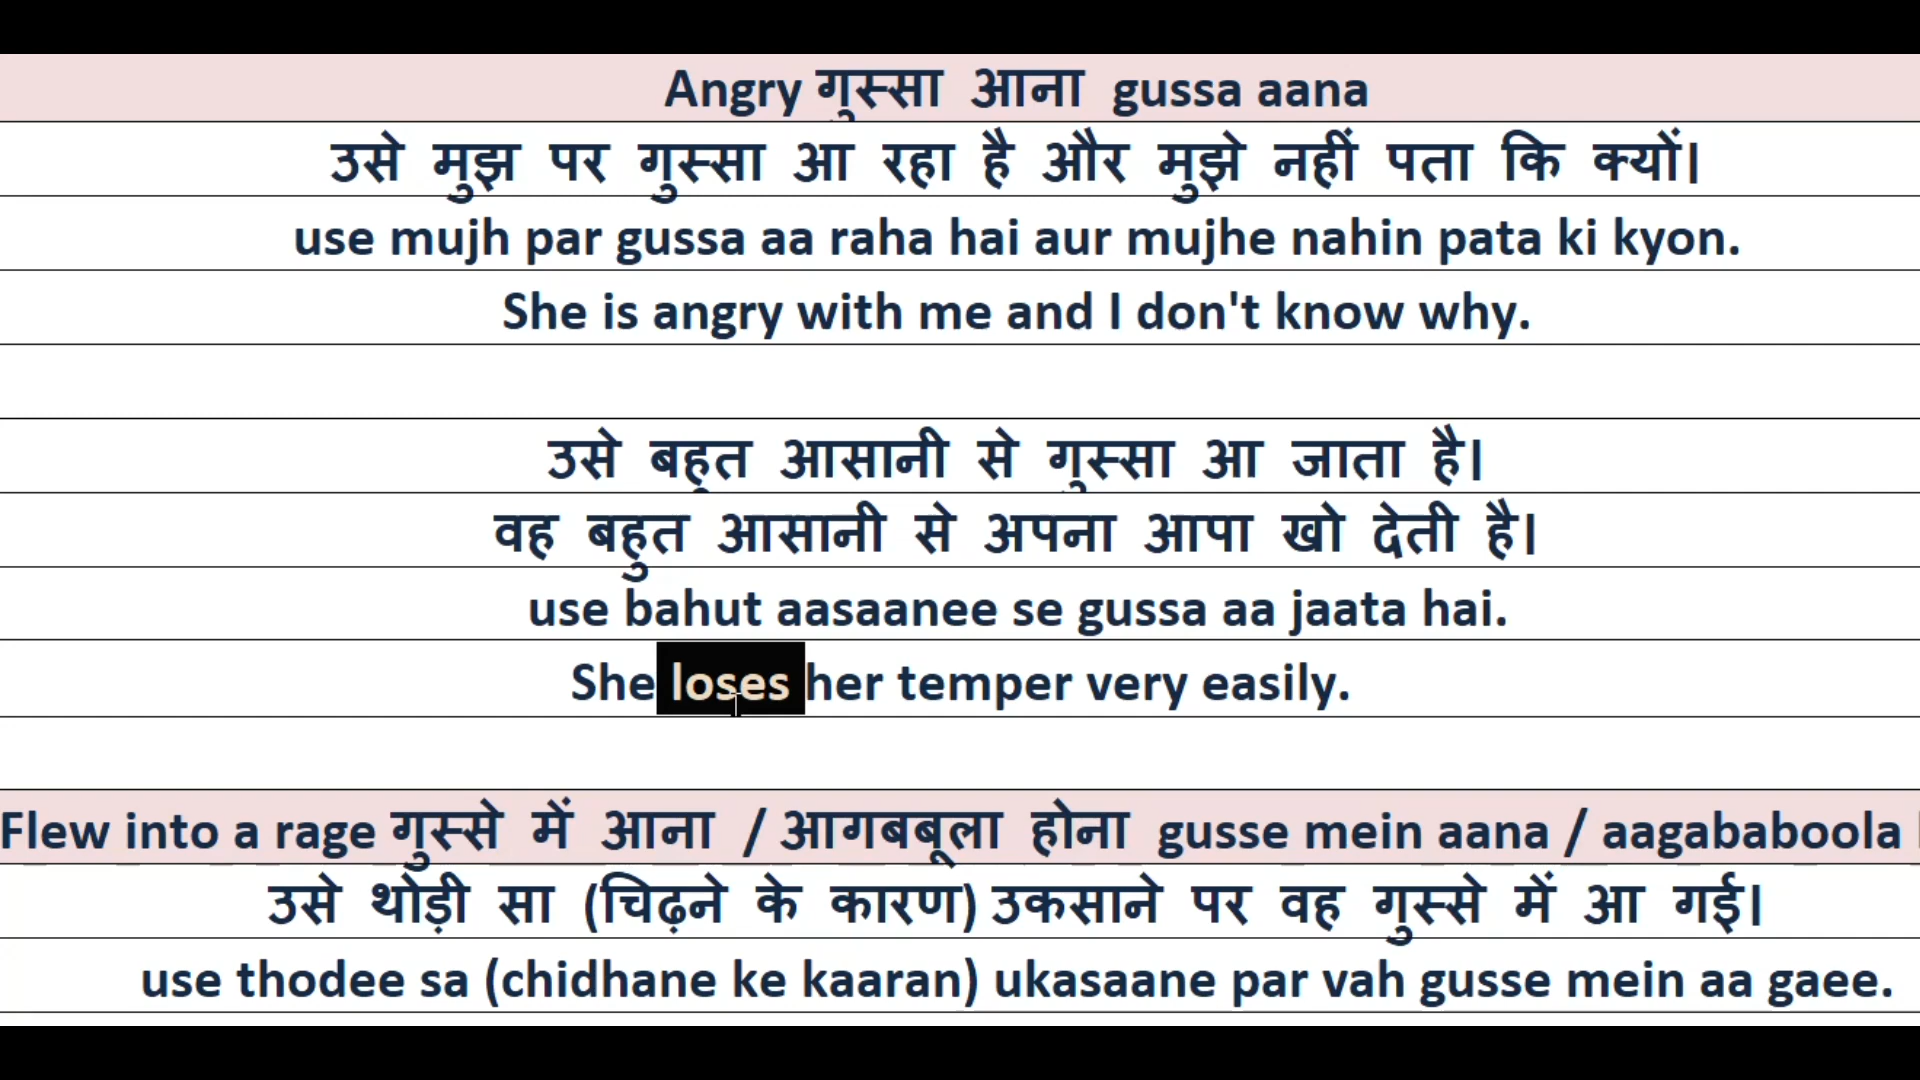 Angry गुस्सा आना gussa aana
उसे मुझ पर गुस्सा आ रहा है और मुझे नहीं पता कि क्यों।
use mujh par gussa aa raha hai aur mujhe nahin pata ki kyon.
She is angry with me and I don't know why.
उसे बहुत आसानी से गुस्सा आ जाता है।
वह बहुत आसानी से अपना आपा खो देती है।
use bahut aasaanee se gussa aa jaata hai.
She loses her temper very easily.
Flew into a rage गुस्से में आना / आगबबूला होना gusse mein aana / aagababoola
उसे थोड़ी सा (चिढ़ने के कारण) उकसाने पर वह गुस्से में आ गई।
use thodee sa (chidhane ke kaaran) ukasaane par vah gusse mein aa gaee.